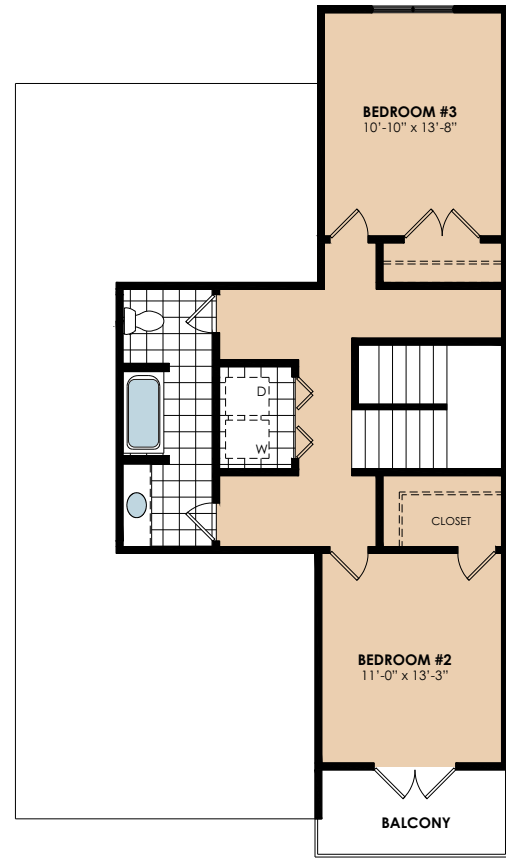 BEDROOM #3
10'-10" x 13'-8"
D
W
CLOSET
BEDROOM #2
11'-0" x 13'-3"
BALCONY